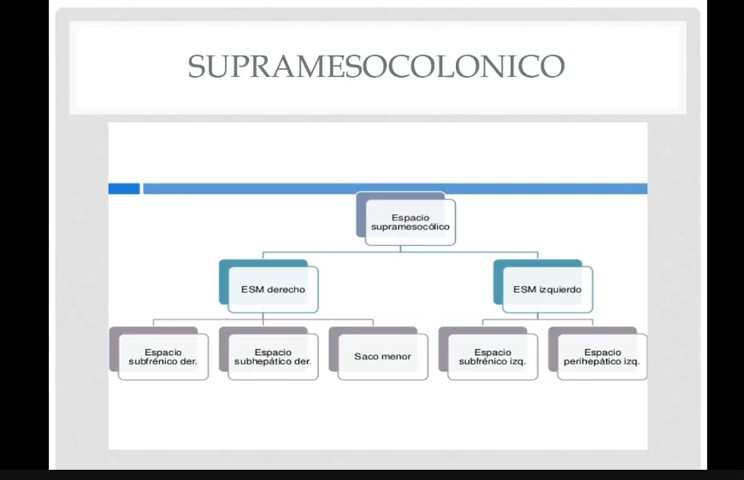 SUPRAMESOCOLONICO
Espacio
supramesocólico
ESM derecho
ESM izquierdo
Espacio
subfrénico der.
Espacio
subhepático der.
Saco menor
Espacio
subfrénico izq.
Espacio
perihepático izq.